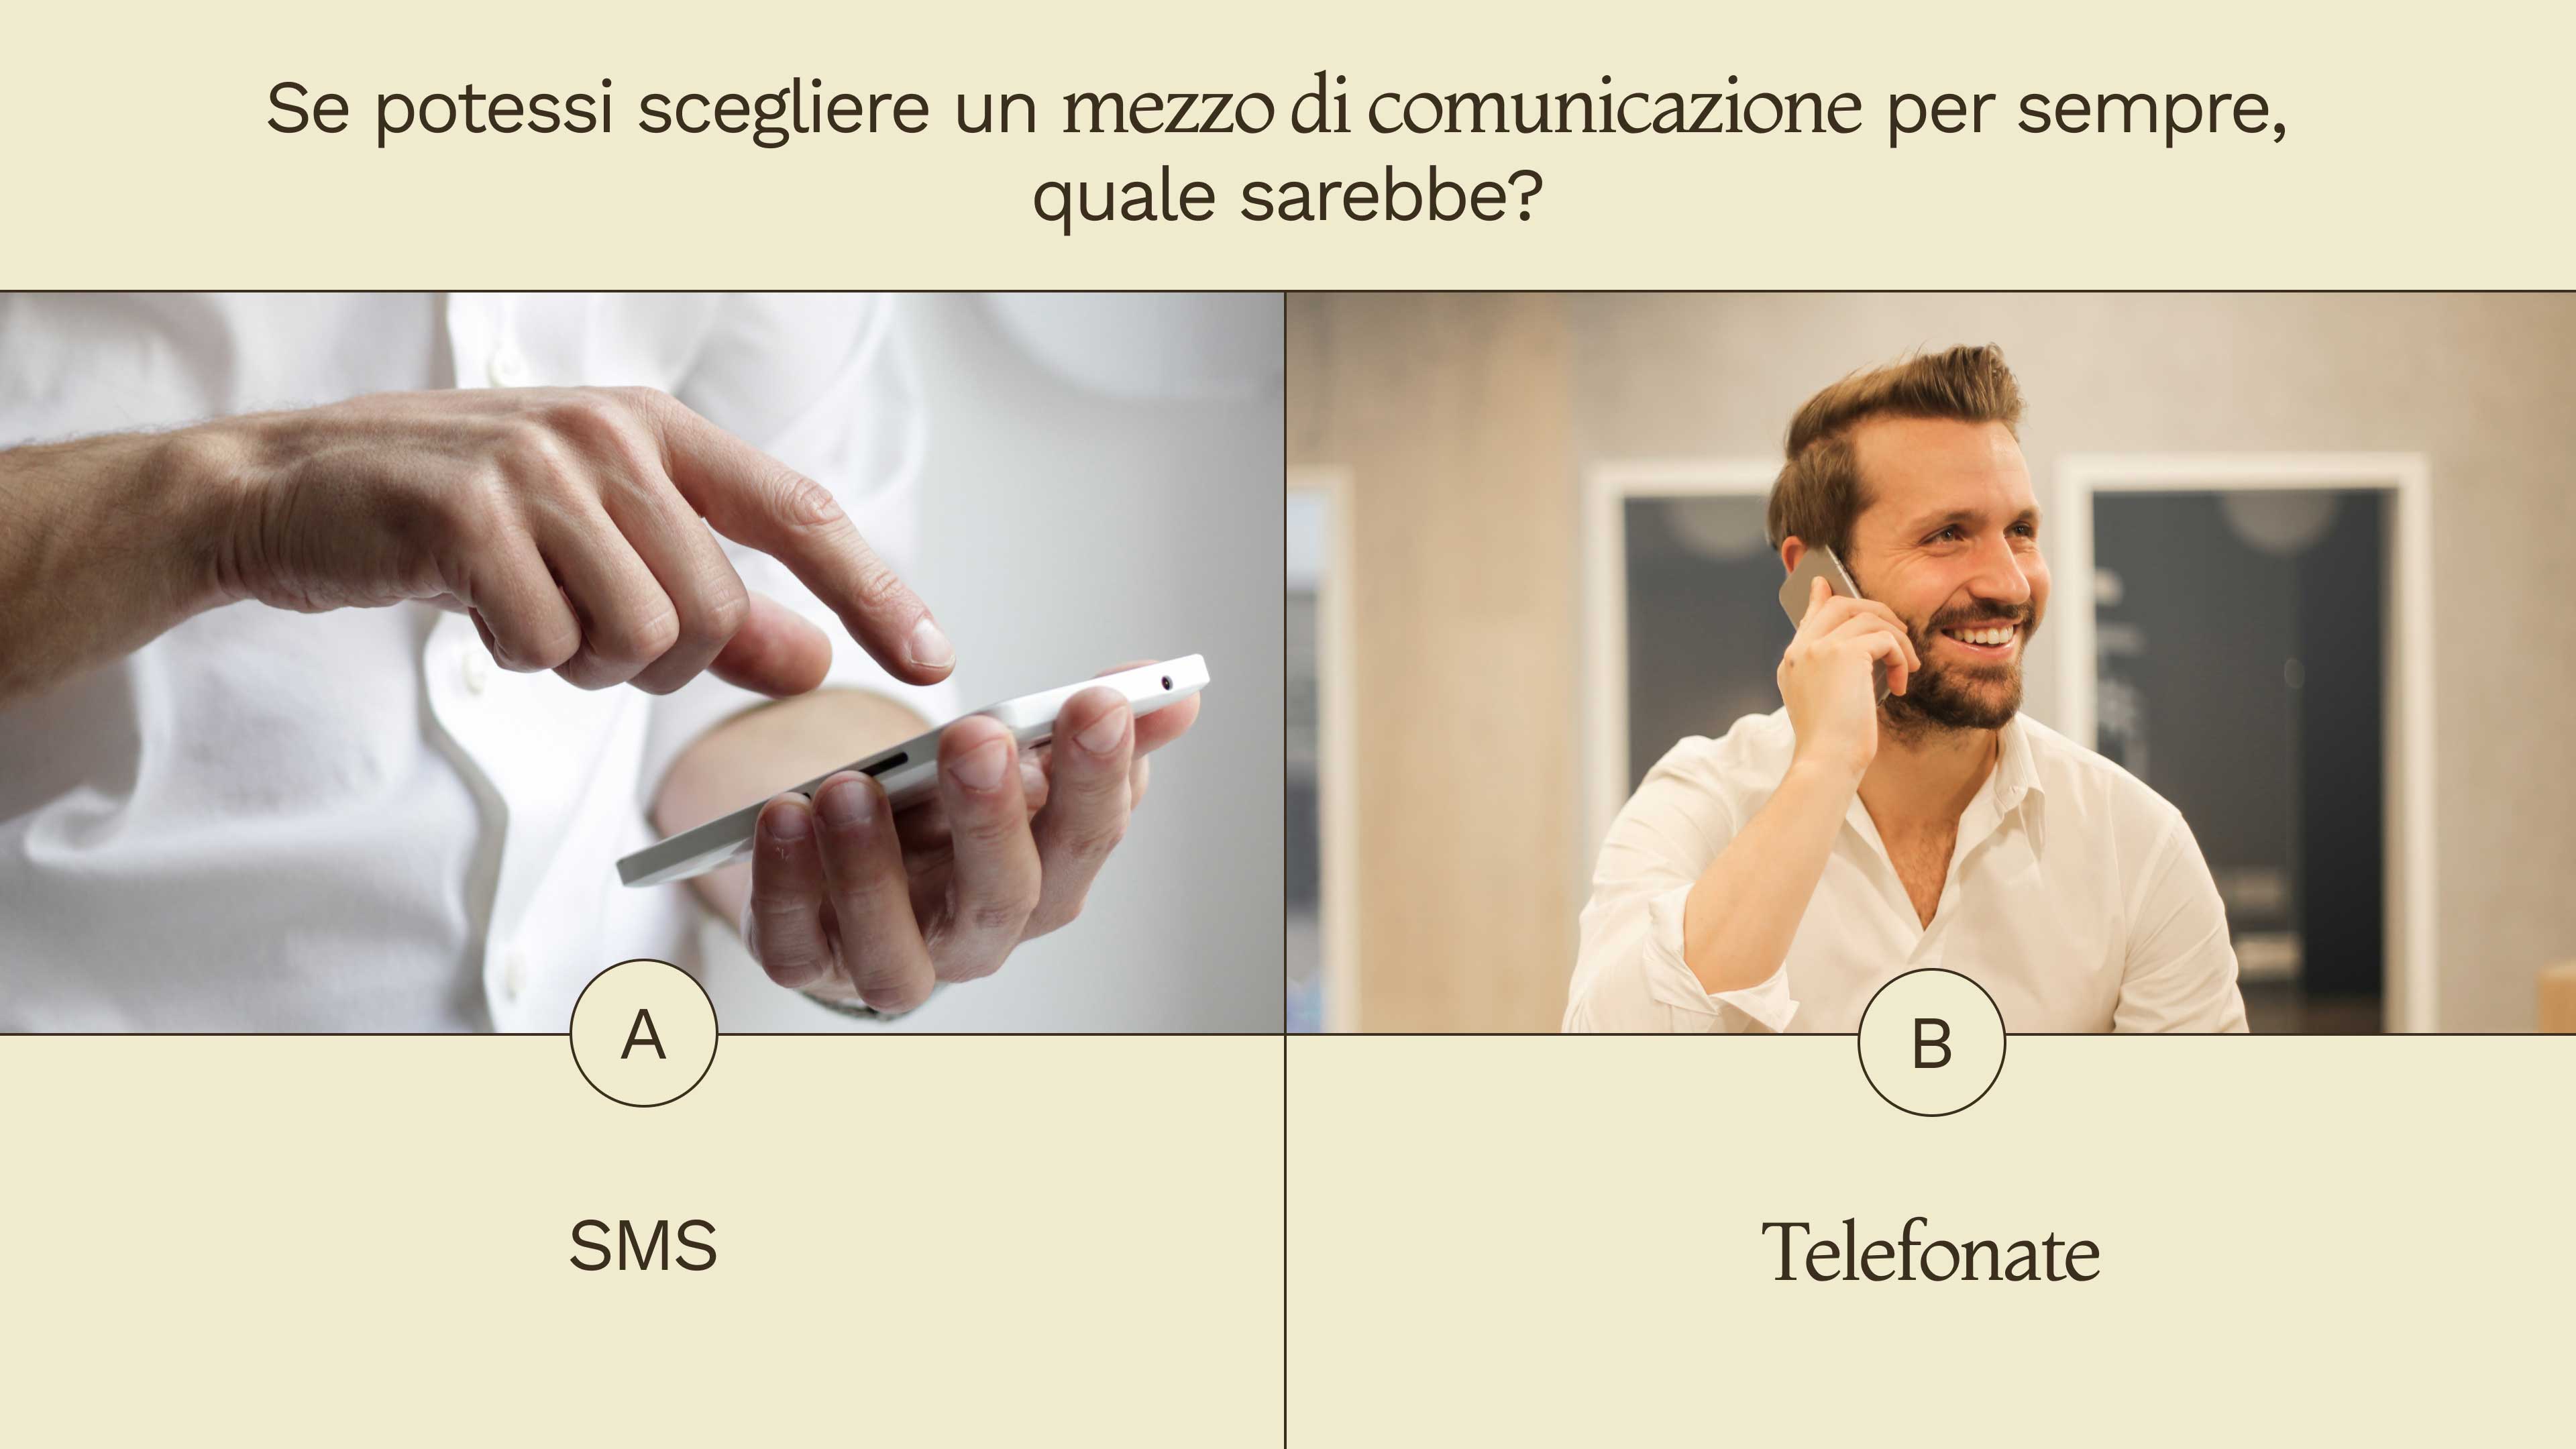 Se potessi scegliere un mezzo di comunicazione per sempre,
quale sarebbe?
A
B
SMS
Telefonate